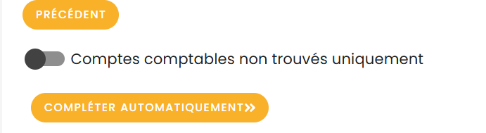 PRÉCÉDENT
Comptes comptables non trouvés uniquement
COMPLÉTER AUTOMATIQUEMENT